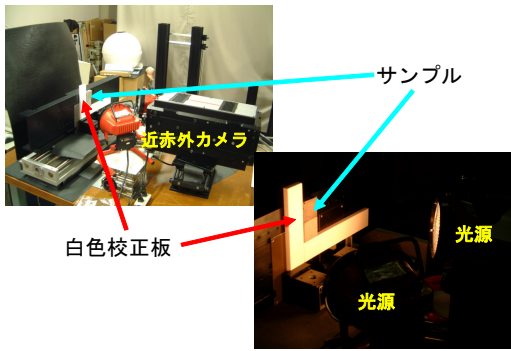 サンプル
近赤外カメラ
光源
白色校正板
光源